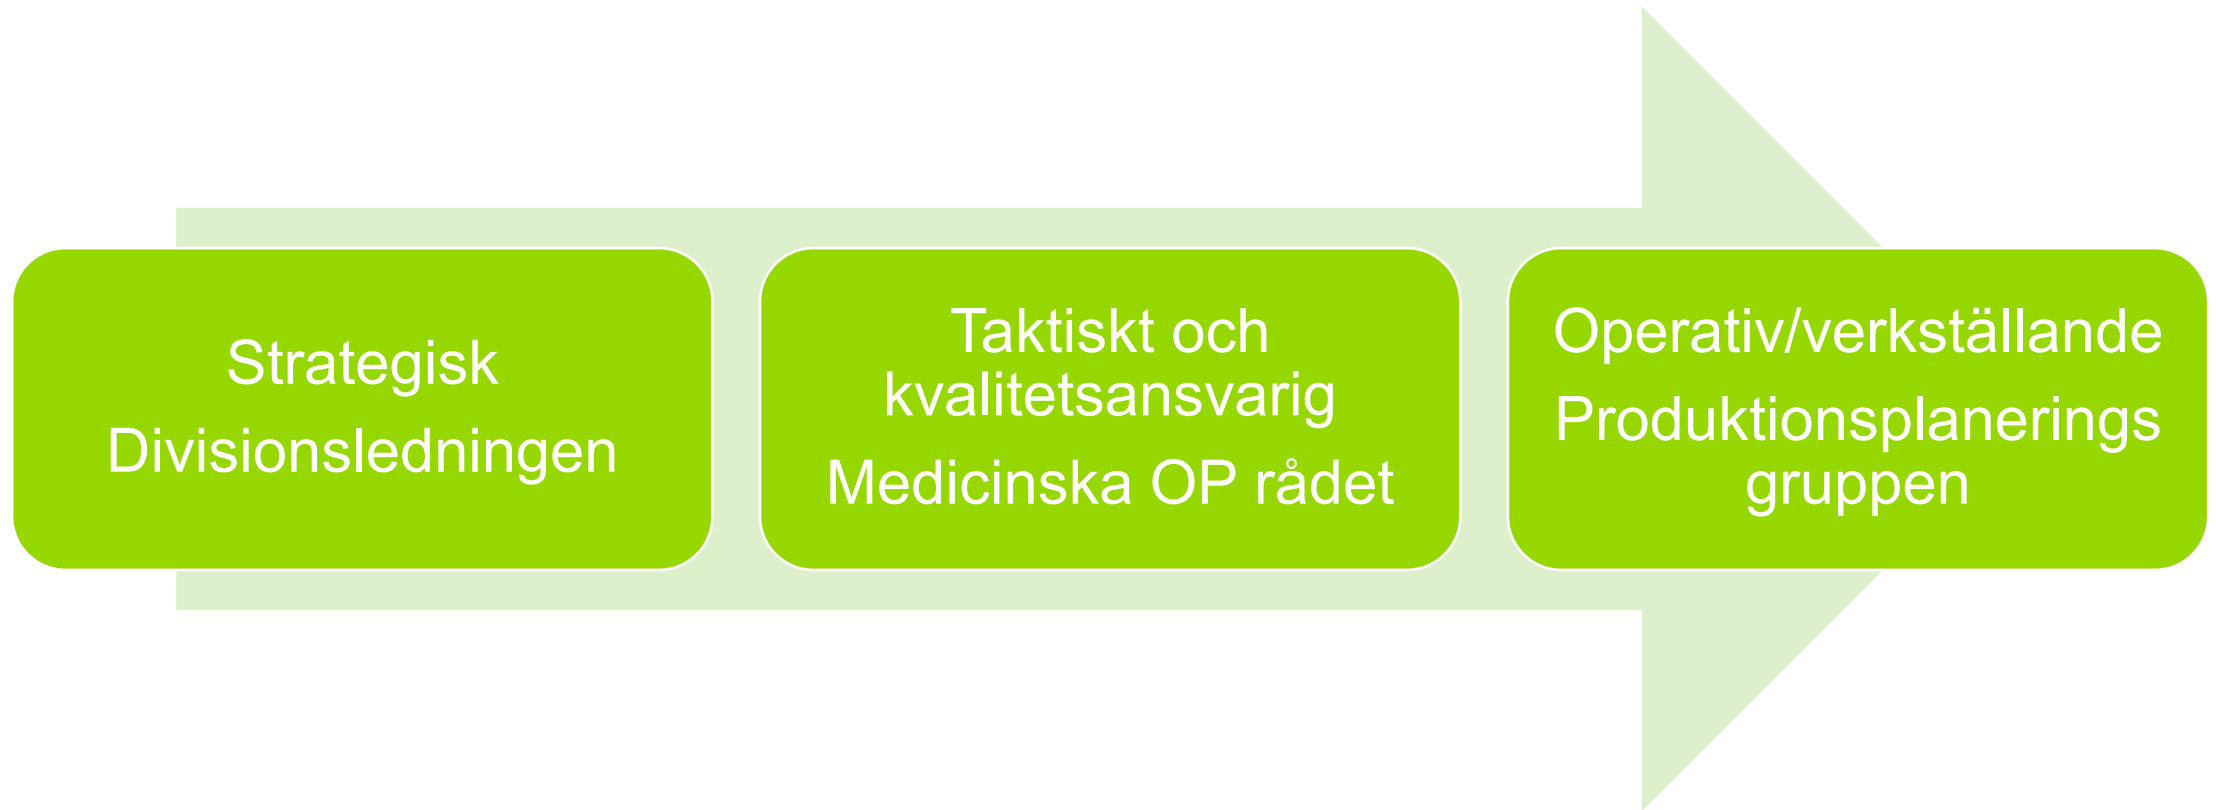 Strategisk
Divisionsledningen
Taktiskt och
kvalitetsansvarig
Medicinska OP rådet
Operativ/verkställande
Produktionsplanerings
gruppen